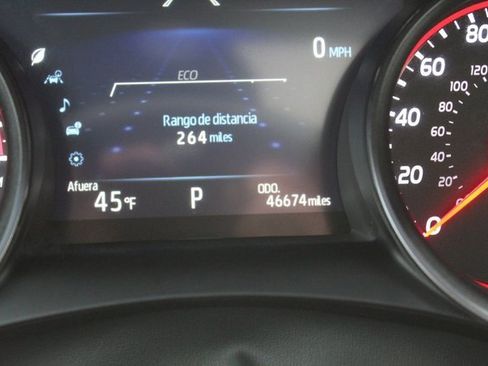 0 MPH
ECO
Rango de distancia
264 miles
Afuera
45°F
P
ODO.
46674 miles
80
60
40
20
0
120
100
80
60
40
20